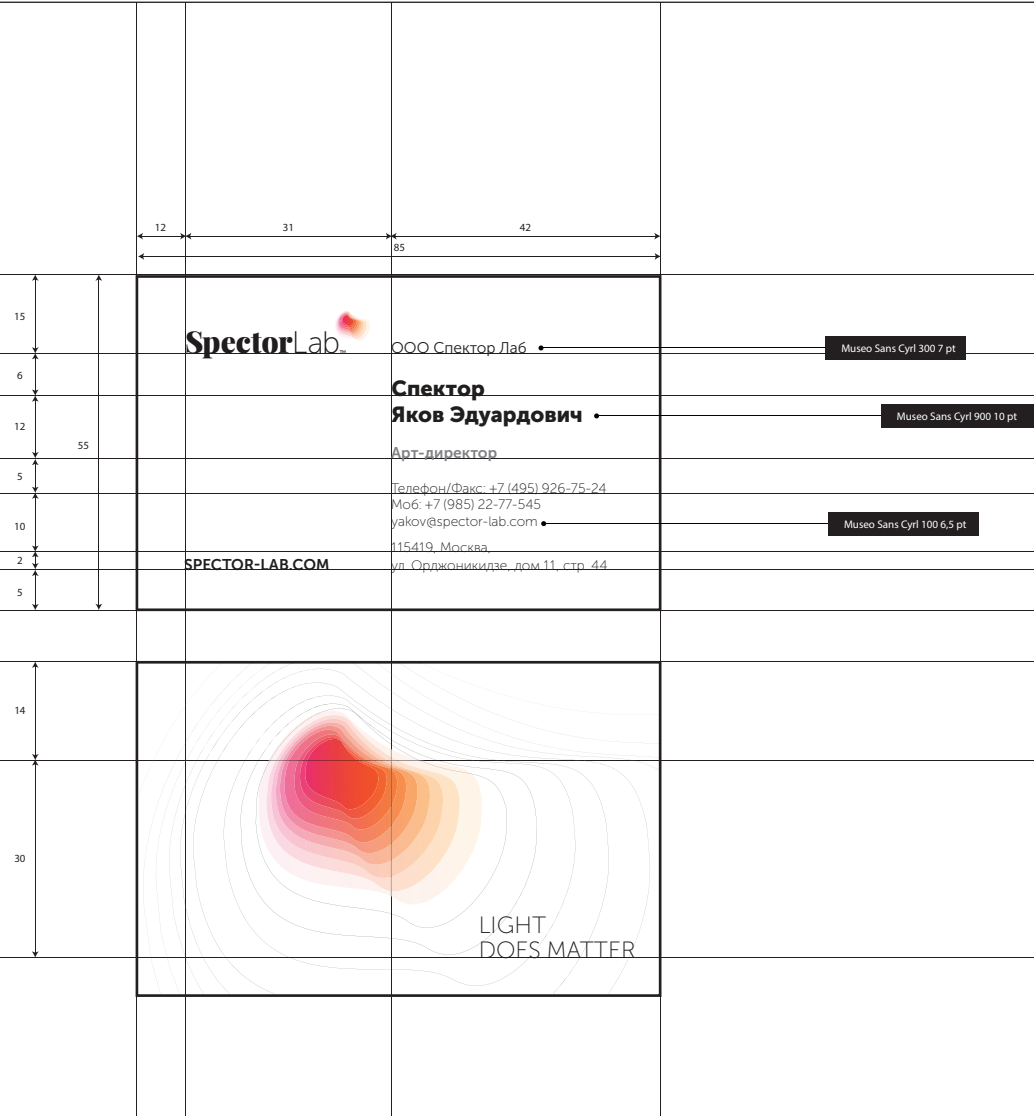 12 31 42
85
15
SpectorLab™
ООО Спектор Лаб
Museo Sans Cyrl 300 7 pt
6
Спектор
Яков Эдуардович
Museo Sans Cyrl 900 10 pt
12
55
Арт-директор
5
Телефон/Факс: +7 (495) 926-75-24
Моб: +7 (985) 22-77-545
yakov@spector-lab.com
Museo Sans Cyrl 100 6,5 pt
10
115419, Москва,
2
SPECTOR-LAB.COM
ул. Орджоникидзе, дом 11, стр. 44
5
14
30
LIGHT
DOES MATTER